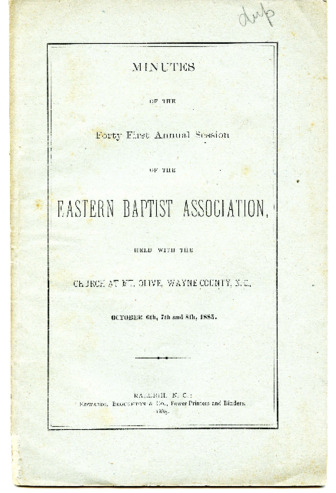 dup
MINUTES
OF THE
Forty First Annual Session
OF THE
EASTERN BAPTIST ASSOCIATION,
HELD WITH THE
CHURCH AT MT. OLIVE, WAYNE COUNTY, N.C.,
OCTOBER 6th, 7th and 8th, 1885.
RALEIGH, N. C.:
EDWARDS, BROUGHTON & CO., Power Printers and Binders.
1885.